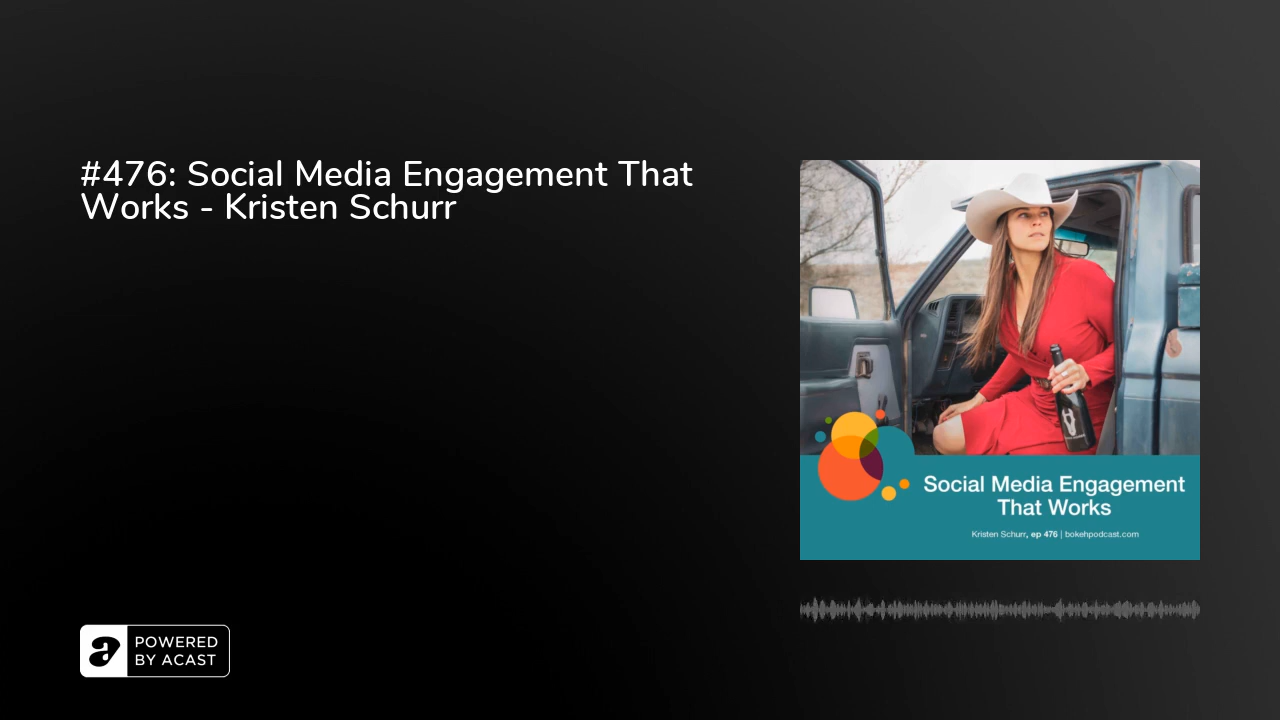 #476: Social Media Engagement That
Works - Kristen Schurr
Social Media Engagement
That Works
Kristen Schurr, ep 476 | bokehpodcast.com
a POWERED
BY ACAST